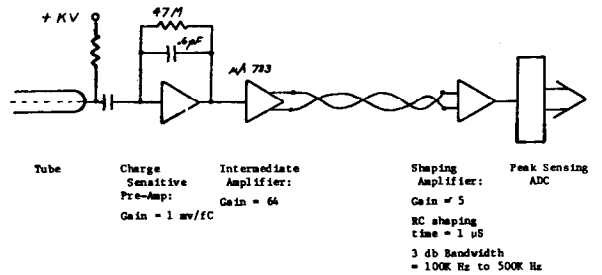 + KV
47M
μA 733
Tube
Charge
Sensitive
Pre-Amp:
Gain = 1 mv/fC
Intermediate
Amplifier:
Gain = 64
Shaping
Amplifier:
Gain = 5
RC shaping
time = 1 μS
3 db Bandwidth
= 100K Hz to 500K Hz
Peak Sensing
ADC